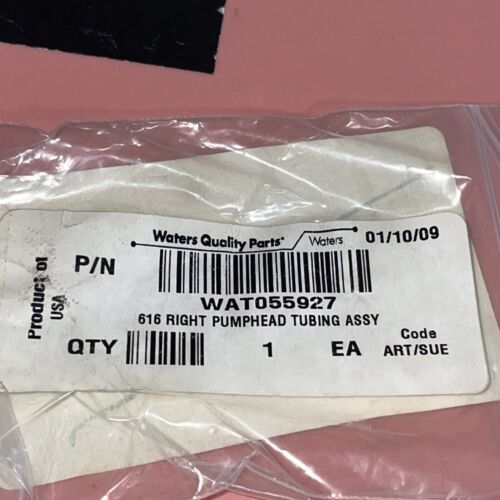 Waters Quality Parts
Waters
01/10/09
Product of
USA
P/N
WAT055927
616 RIGHT PUMPHEAD TUBING ASSY
QTY
1
EA
Code
ART/SUE